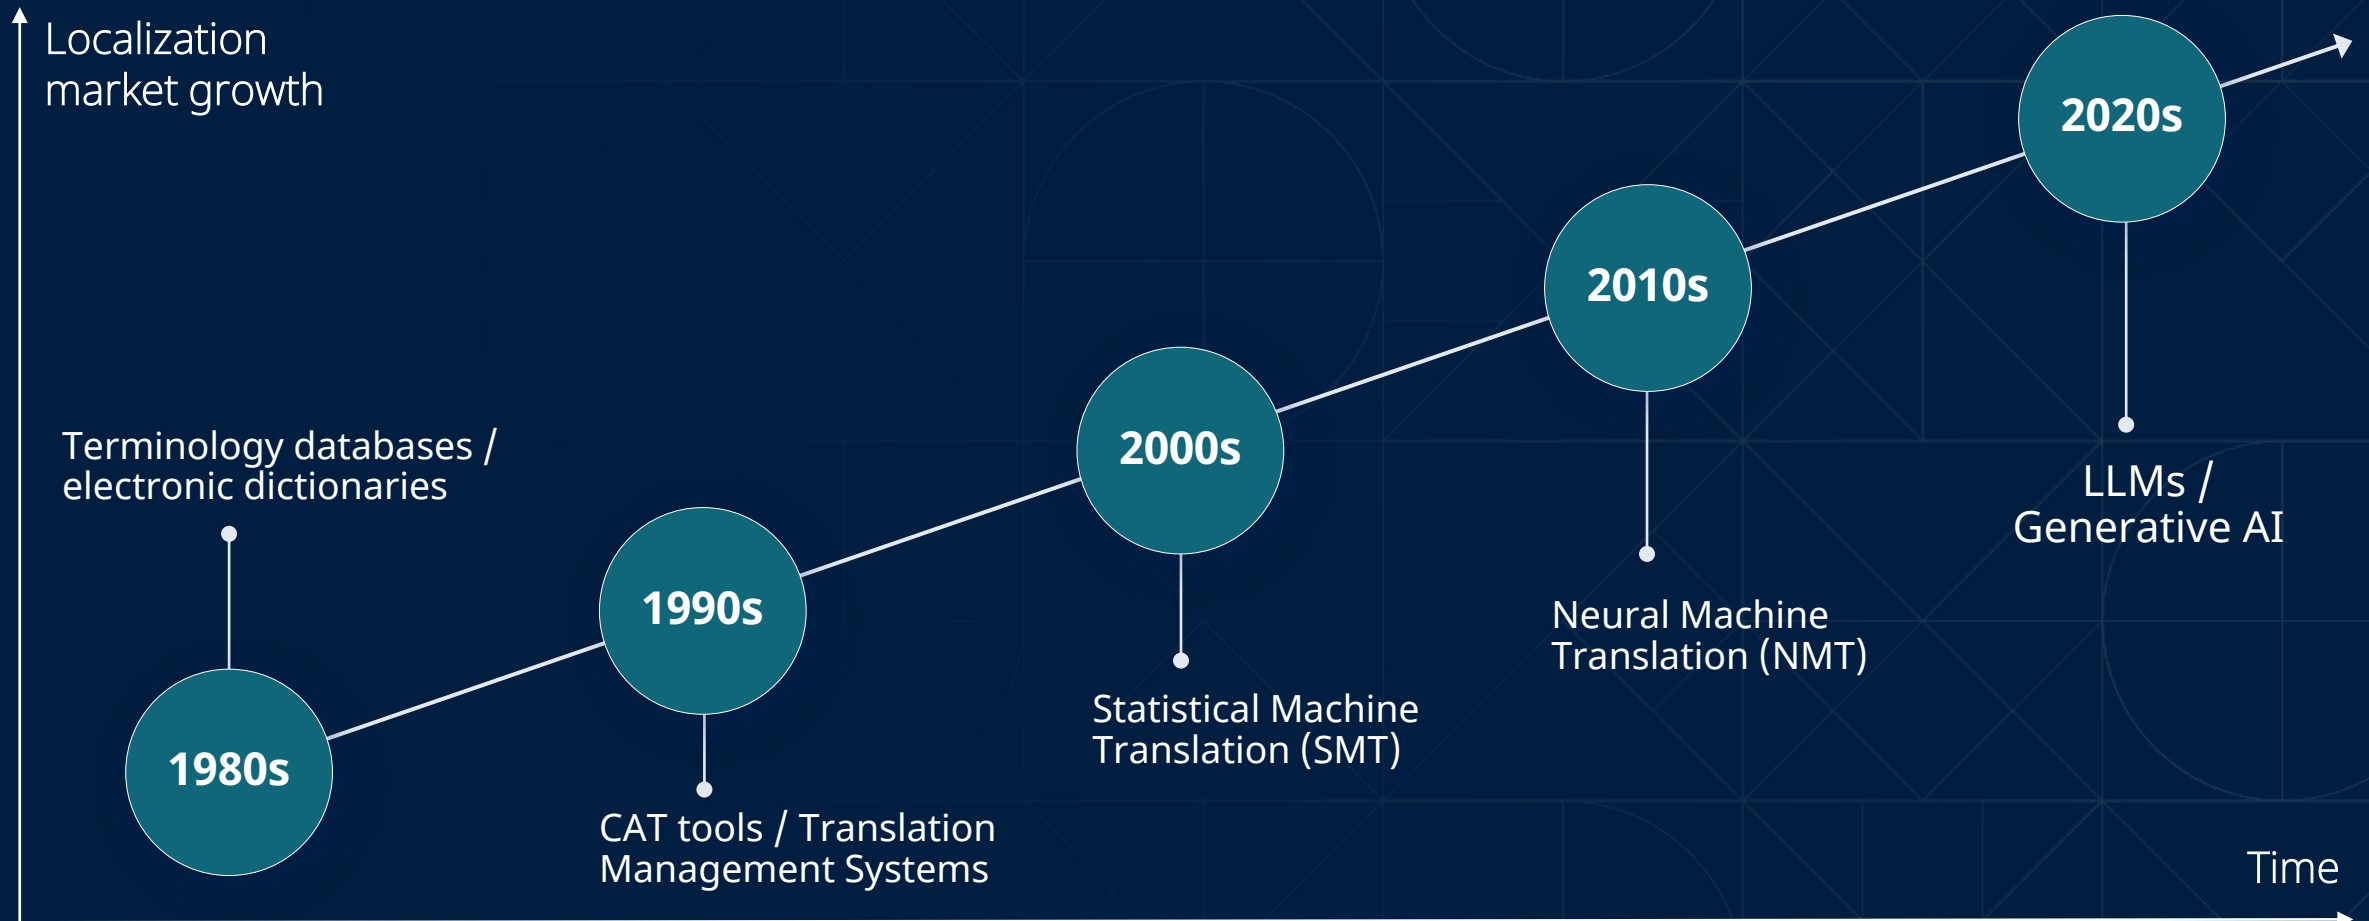 Localization
market growth
2020s
2010s
2000s
Terminology databases /
electronic dictionaries
LLMs /
Generative AI
1990s
Neural Machine
Translation (NMT)
Statistical Machine
Translation (SMT)
1980s
CAT tools / Translation
Management Systems
Time